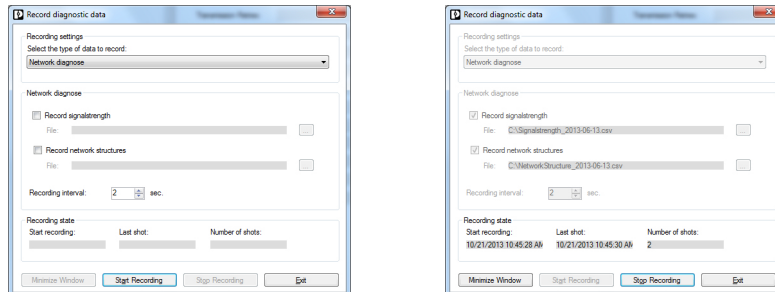 Record diagnostic data
Recording settings
Select the type of data to record:
Network diagnose
Network diagnose
Record signalstrength
File:
...
Record network structures
File:
...
Recording interval: 2 sec.
Recording state
Start recording: Last shot: Number of shots:
Minimize Window Start Recording Stop Recording Exit
Record diagnostic data
Recording settings
Select the type of data to record:
Network diagnose
Network diagnose
Record signalstrength
File: C:\Signalstrength_2013-06-13.csv ...
Record network structures
File: C:\NetworkStructure_2013-06-13.csv ...
Recording interval: 2 sec.
Recording state
Start recording: Last shot: Number of shots:
10/21/2013 10:45:28 AM 10/21/2013 10:45:30 AM 2
Minimize Window Start Recording Stop Recording Exit